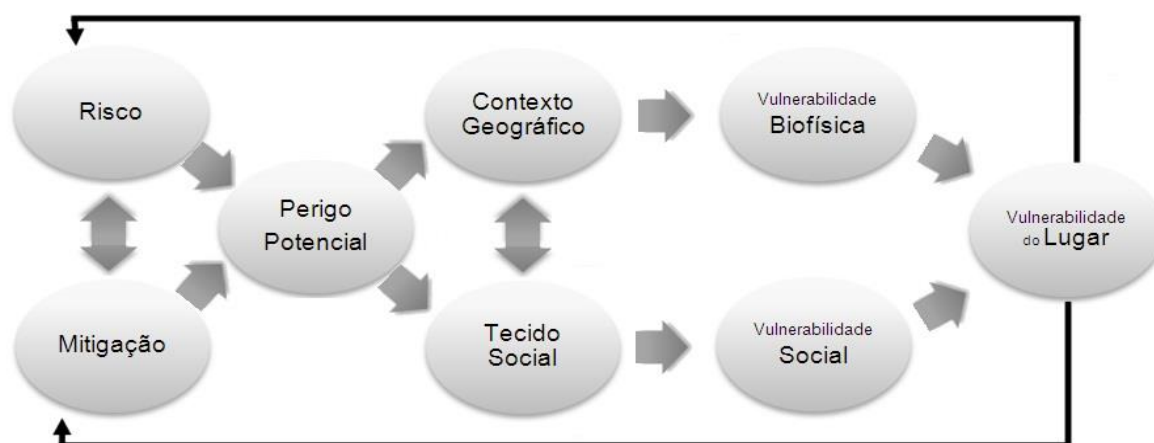 Risco
Mitigação
Perigo
Potencial
Contexto
Geográfico
Tecido
Social
Vulnerabilidade
Biofísica
Vulnerabilidade
Social
Vulnerabilidade
do Lugar